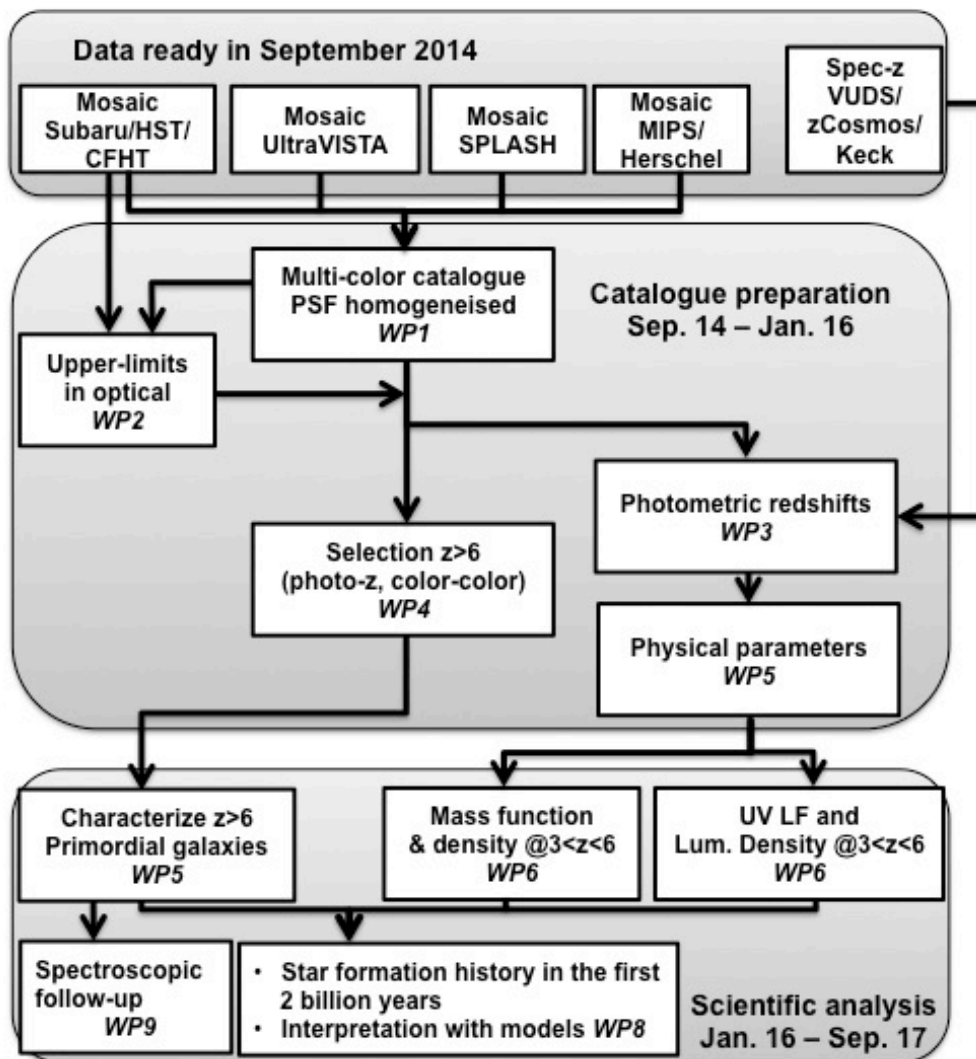 Data ready in September 2014
Mosaic
Subaru/HST/
CFHT
Mosaic
UltraVISTA
Mosaic
SPLASH
Mosaic
MIPS/
Herschel
Spec-z
VUDS/
zCosmos/
Keck
Multi-color catalogue
PSF homogeneised
WP1
Catalogue preparation
Sep. 14 – Jan. 16
Upper-limits
in optical
WP2
Photometric redshifts
WP3
Selection z>6
(photo-z, color-color)
WP4
Physical parameters
WP5
Characterize z>6
Primordial galaxies
WP5
Mass function
& density @3<z<6
WP6
UV LF and
Lum. Density @3<z<6
WP6
Spectroscopic
follow-up
WP9
• Star formation history in the first
2 billion years
• Interpretation with models WP8
Scientific analysis
Jan. 16 – Sep. 17